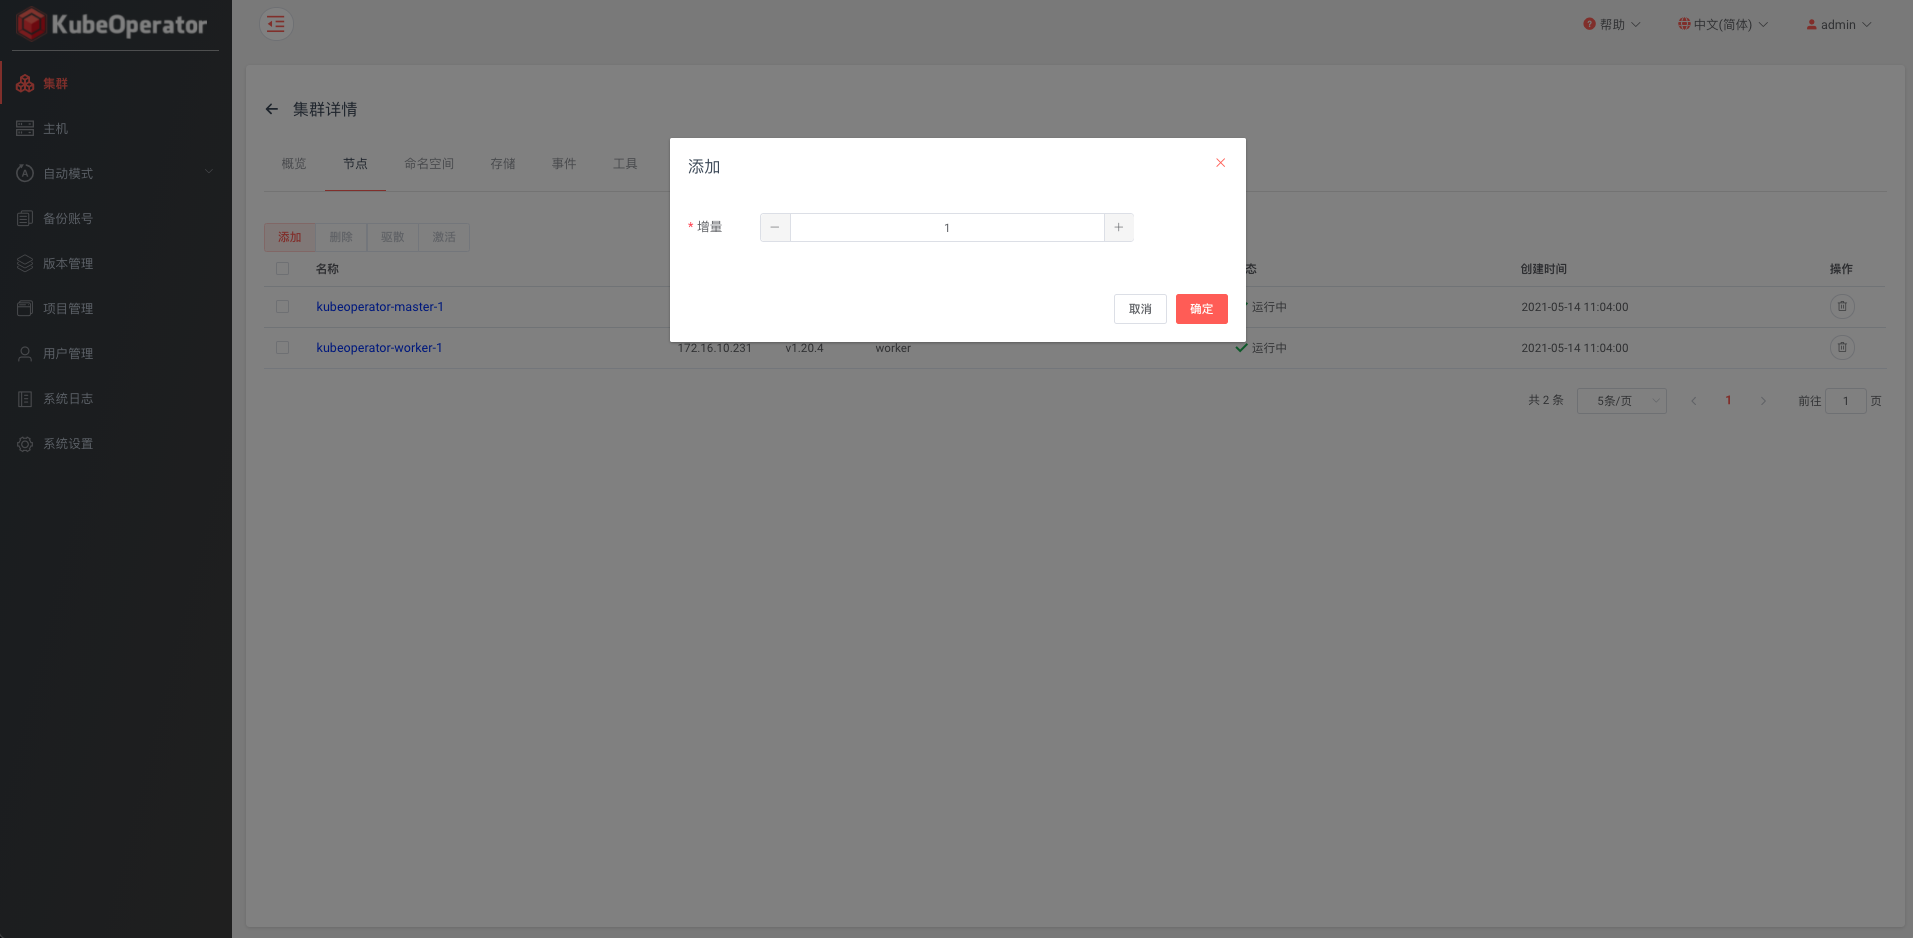 KubeOperator
帮助
中文(简体)
admin
集群
主机
自动模式
备份账号
版本管理
项目管理
用户管理
系统日志
系统设置
集群详情
概览 节点 命名空间 存储 事件 工具
添加 删除 驱散 激活
名称 态 创建时间 操作
kubeoperator-master-1 运行中 2021-05-14 11:04:00
kubeoperator-worker-1 172.16.10.231 v1.20.4 worker 运行中 2021-05-14 11:04:00
共 2 条 5条/页 1 前往 1 页
添加
* 增量 1
取消 确定